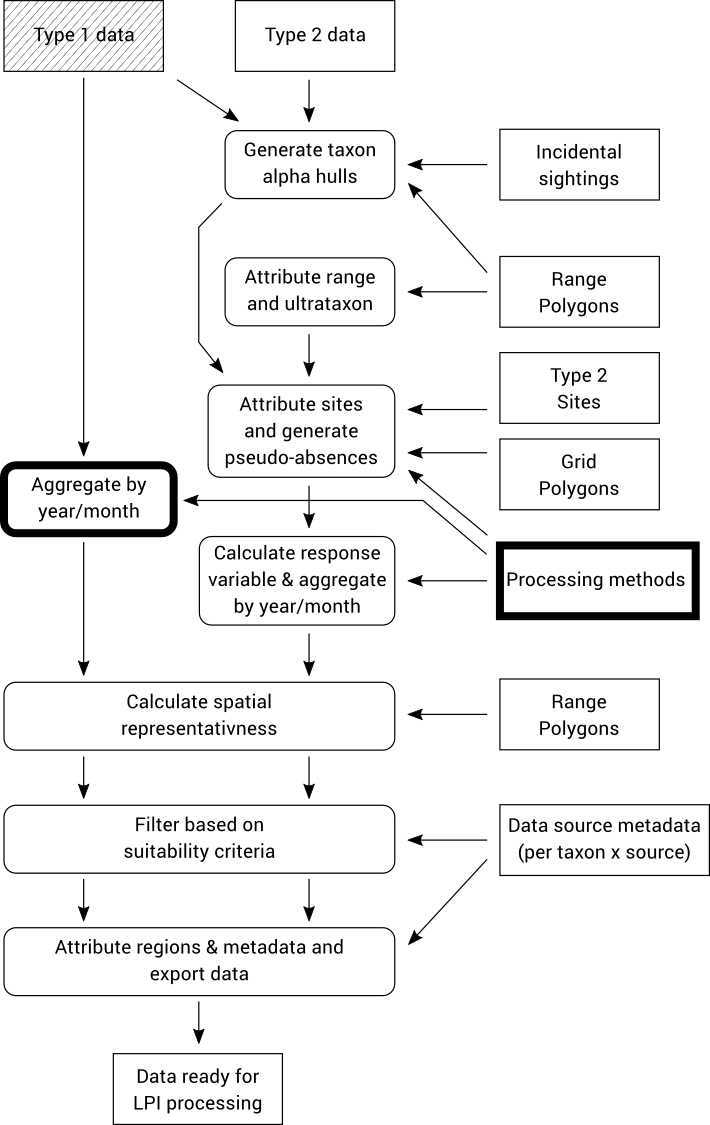 Type 1 data
Type 2 data
Generate taxon
alpha hulls
Incidental
sightings
Attribute range
and ultrataxon
Range
Polygons
Attribute sites
and generate
pseudo-absences
Type 2
Sites
Grid
Polygons
Aggregate by
year/month
Calculate response
variable & aggregate
by year/month
Processing methods
Calculate spatial
representativness
Range
Polygons
Filter based on
suitability criteria
Data source metadata
(per taxon x source)
Attribute regions & metadata and
export data
Data ready for
LPI processing